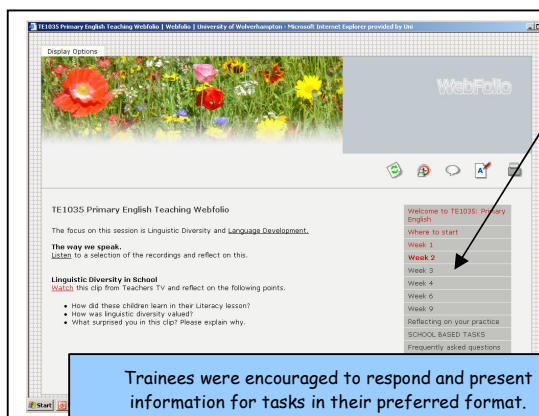 TE1035 Primary English Teaching Webfolio | Webfolio | University of Wolverhampton - Microsoft Internet Explorer provided by Uni
Display Options
WebFolio
TE1035 Primary English Teaching Webfolio
The focus on this session is Linguistic Diversity and Language Development.
The way we speak.
Listen to a selection of the recordings and reflect on this.
Linguistic Diversity in School
Watch this clip from Teachers TV and reflect on the following points.
How did these children learn in their Literacy lesson?
How was linguistic diversity valued?
What surprised you in this clip? Please explain why.
Welcome to TE1035: Primary
English
Where to start
Week 1
Week 2
Week 3
Week 4
Week 6
Week 9
Reflecting on your practice
SCHOOL BASED TASKS
Frequently asked questions
Start
Trainees were encouraged to respond and present
information for tasks in their preferred format.